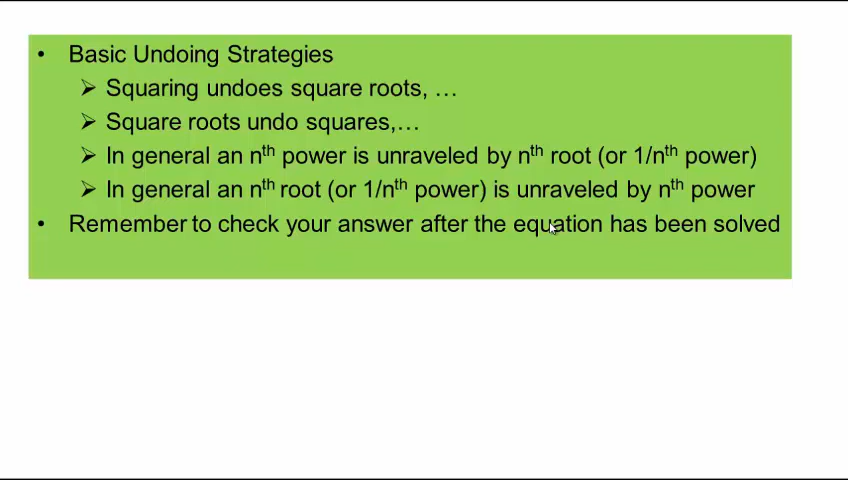 • Basic Undoing Strategies
➢ Squaring undoes square roots, …
➢ Square roots undo squares,…
➢ In general an nth power is unraveled by nth root (or 1/nth power)
➢ In general an nth root (or 1/nth power) is unraveled by nth power
• Remember to check your answer after the equation has been solved